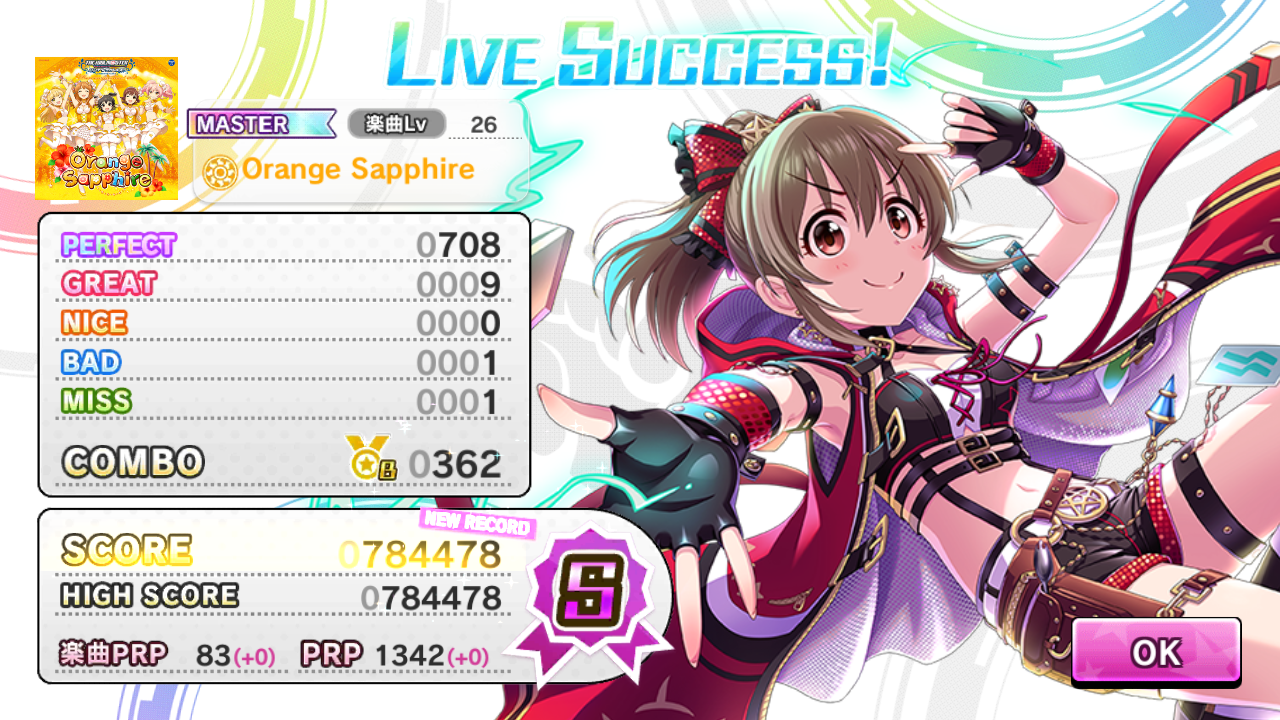 LIVE SUCCESS!
MASTER 楽曲Lv 26
Orange Sapphire
Orange
Sapphire
PERFECT 0708
GREAT 0009
NICE 0000
BAD 0001
MISS 0001
COMBO B 0362
NEW RECORD
SCORE 0784478
S
HIGH SCORE 0784478
楽曲PRP 83(+0) PRP 1342(+0)
OK